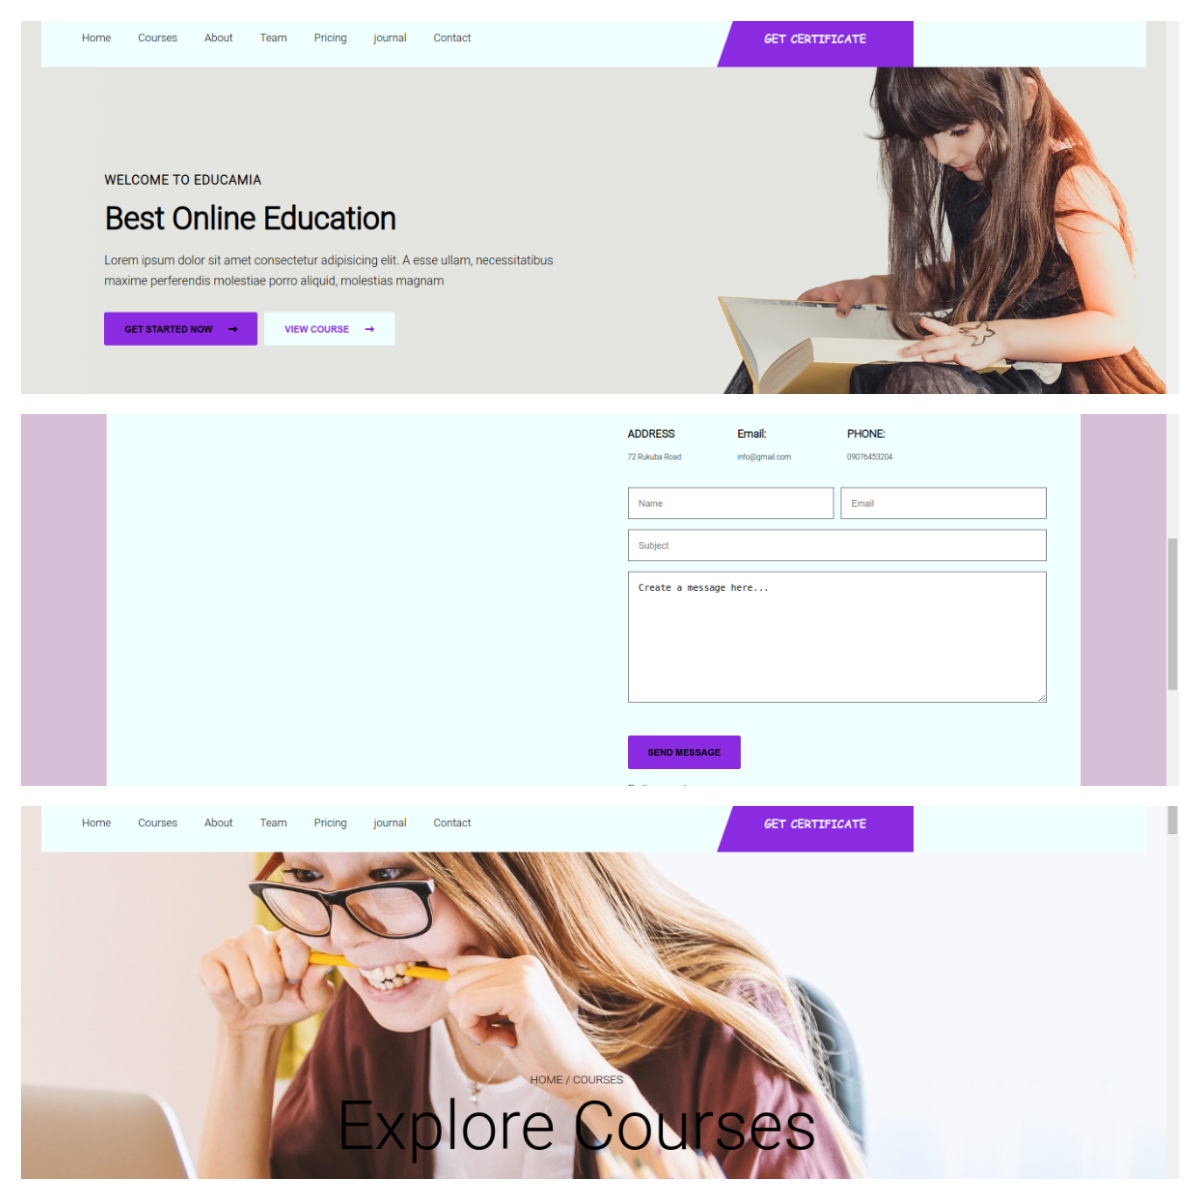 Home Courses About Team Pricing journal Contact GET CERTIFICATE
WELCOME TO EDUCAMIA
Best Online Education
Lorem ipsum dolor sit amet consectetur adipisicing elit. A esse ullam, necessitatibus
maxime perferendis molestiae porro aliquid, molestias magnam
GET STARTED NOW → VIEW COURSE →
ADDRESS Email: PHONE:
72 Rukuba Road info@gmail.com 09076453204
Name Email
Subject
Create a message here...
SEND MESSAGE
Home Courses About Team Pricing journal Contact GET CERTIFICATE
HOME / COURSES
Explore Courses